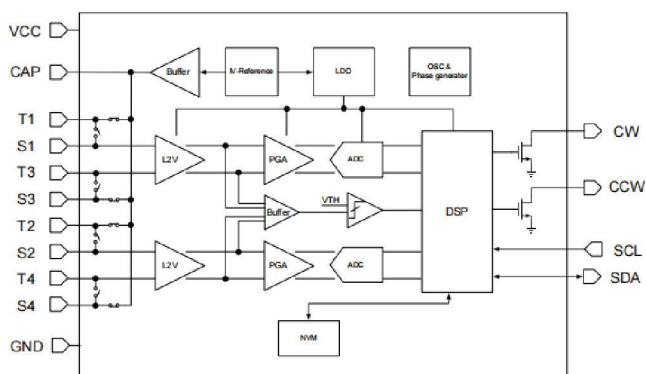 VCC
CAP
Buffer
IV-Reference
LDO
OSC &
Phase generator
T1
S1
T3
S3
T2
S2
T4
S4
GND
L2V
PGA
ADC
Buffer
VTH
DSP
L2V
PGA
ADC
NVM
CW
CCW
SCL
SDA